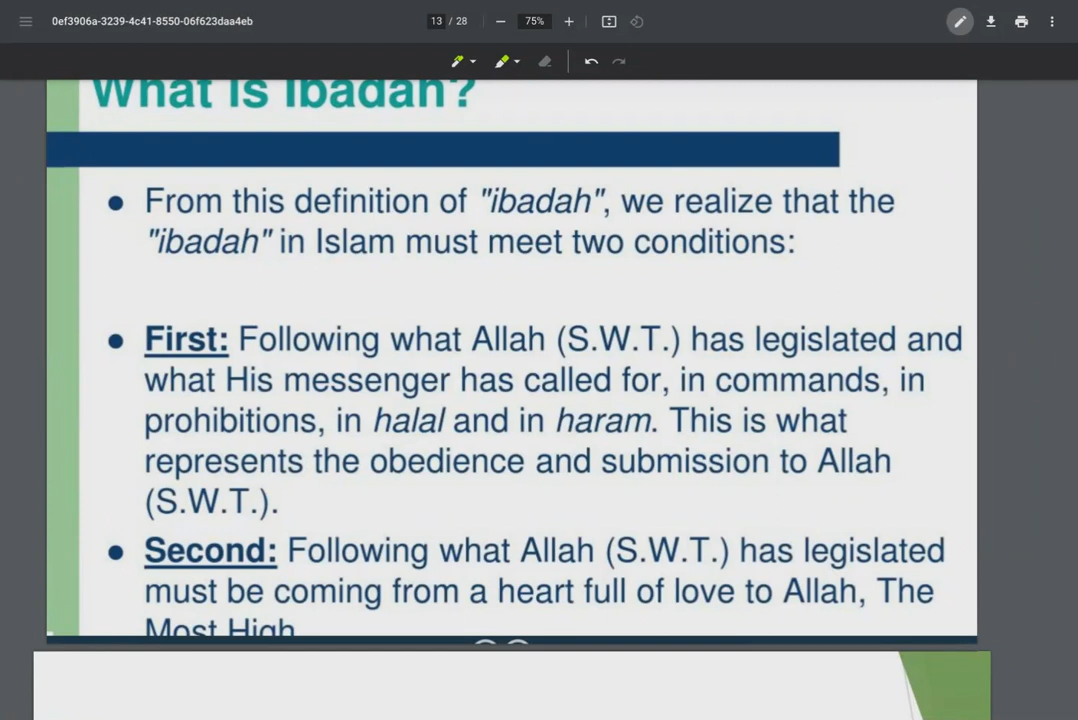 0ef3906a-3239-4c41-8550-06f623daa4eb
13 / 28
75%
What is Ibadah?
● From this definition of "ibadah", we realize that the
"ibadah" in Islam must meet two conditions:
● First: Following what Allah (S.W.T.) has legislated and
what His messenger has called for, in commands, in
prohibitions, in halal and in haram. This is what
represents the obedience and submission to Allah
(S.W.T.).
● Second: Following what Allah (S.W.T.) has legislated
must be coming from a heart full of love to Allah, The
Most High